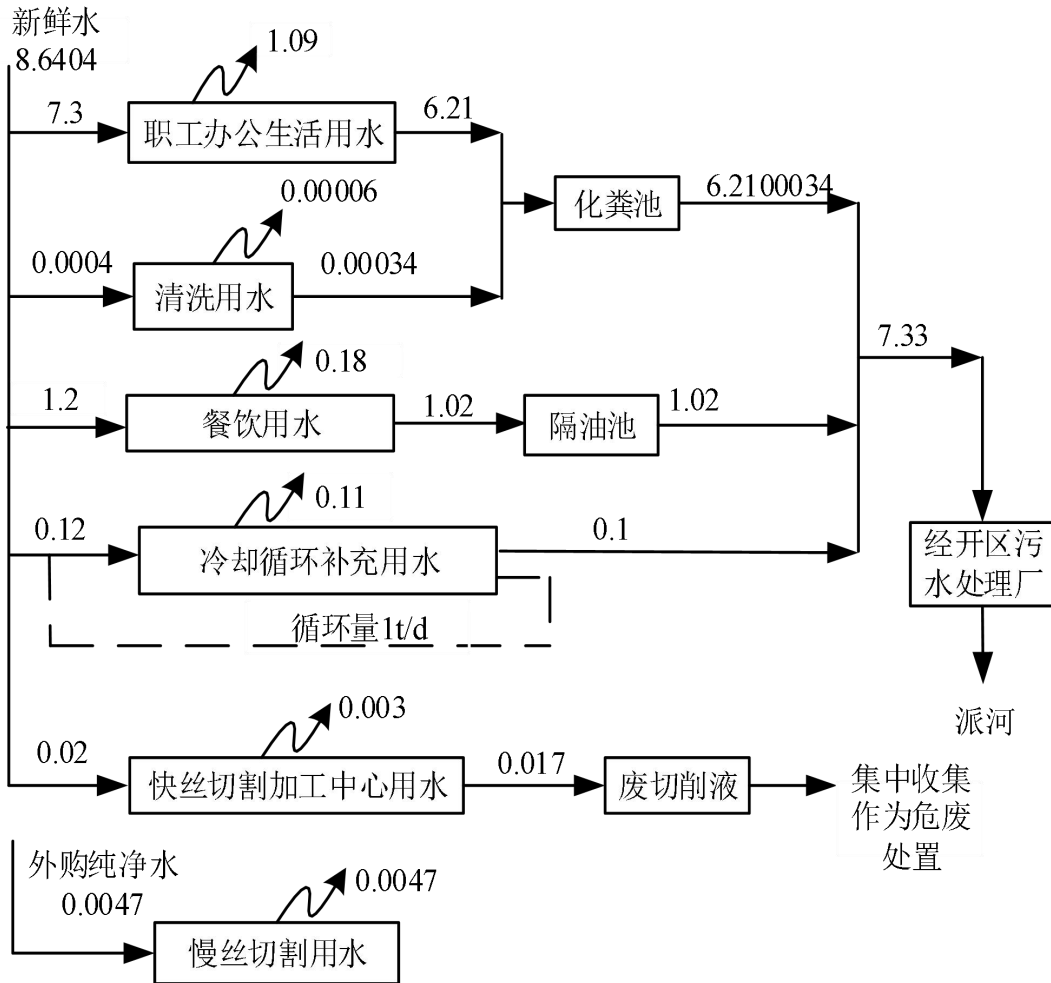 新鲜水
8.6404
1.09
7.3
职工办公生活用水
6.21
化粪池
6.2100034
0.00006
0.0004
清洗用水
0.00034
7.33
0.18
1.2
餐饮用水
1.02
隔油池
1.02
0.11
0.12
冷却循环补充用水
0.1
循环量1t/d
经开区污
水处理厂
派河
0.003
0.02
快丝切割加工中心用水
0.017
废切削液
集中收集
作为危废
处置
外购纯净水
0.0047
0.0047
慢丝切割用水